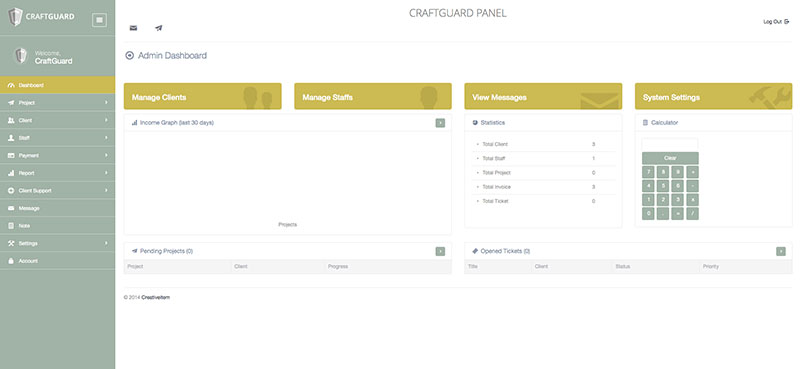 CRAFTGUARD
CRAFTGUARD PANEL
Log Out
Welcome,
CraftGuard
Admin Dashboard
Dashboard
Project
Client
Staff
Payment
Report
Client Support
Message
Note
Settings
Account
Manage Clients
Manage Staffs
View Messages
System Settings
Income Graph (last 30 days)
Projects
Statistics
Total Client 3
Total Staff 1
Total Project 0
Total Invoice 3
Total Ticket 0
Calculator
Clear
7 8 9 +
4 5 6 -
1 2 3 x
0 . = /
Pending Projects (0)
Project Client Progress
Opened Tickets (0)
Title Client Status Priority
© 2014 Creativeitem